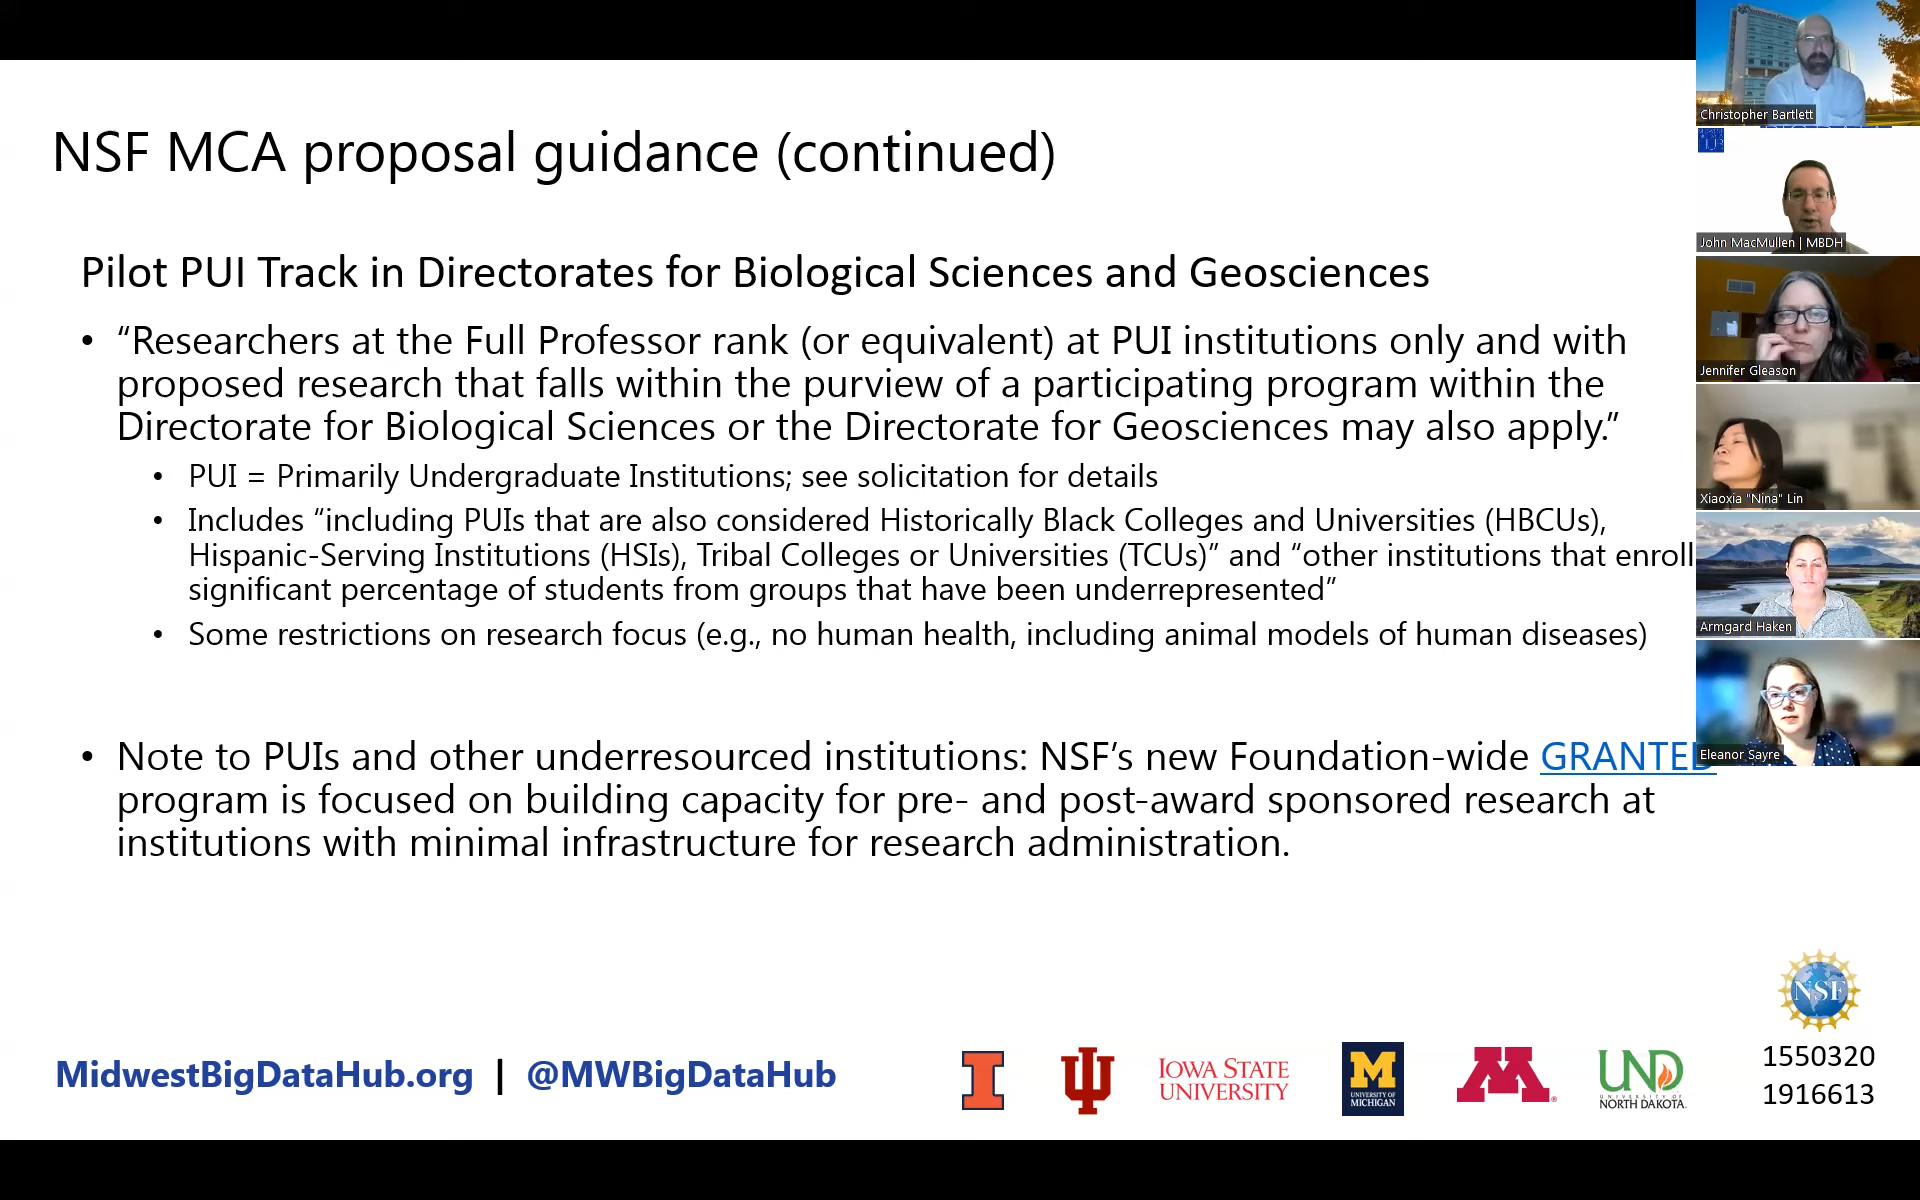 NSF MCA proposal guidance (continued)
Pilot PUI Track in Directorates for Biological Sciences and Geosciences
• “Researchers at the Full Professor rank (or equivalent) at PUI institutions only and with
proposed research that falls within the purview of a participating program within the
Directorate for Biological Sciences or the Directorate for Geosciences may also apply.”
• PUI = Primarily Undergraduate Institutions; see solicitation for details
• Includes “including PUIs that are also considered Historically Black Colleges and Universities (HBCUs),
Hispanic-Serving Institutions (HSIs), Tribal Colleges or Universities (TCUs)” and “other institutions that enroll
significant percentage of students from groups that have been underrepresented”
• Some restrictions on research focus (e.g., no human health, including animal models of human diseases)
• Note to PUIs and other underresourced institutions: NSF’s new Foundation-wide GRANTED
program is focused on building capacity for pre- and post-award sponsored research at
institutions with minimal infrastructure for research administration.
MidwestBigDataHub.org | @MWBigDataHub
I
IU
IOWA STATE
UNIVERSITY
M
UNIVERSITY OF
MICHIGAN
M
UND
UNIVERSITY OF
NORTH DAKOTA
NSF
1550320
1916613
Christopher Bartlett
John MacMullen | MBDH
Jennifer Gleason
Xiaoxia "Nina" Lin
Armgard Haken
Eleanor Sayre